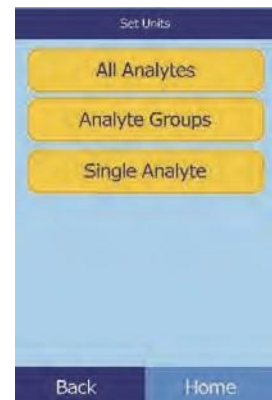 Set Units
All Analytes
Analyte Groups
Single Analyte
Back Home